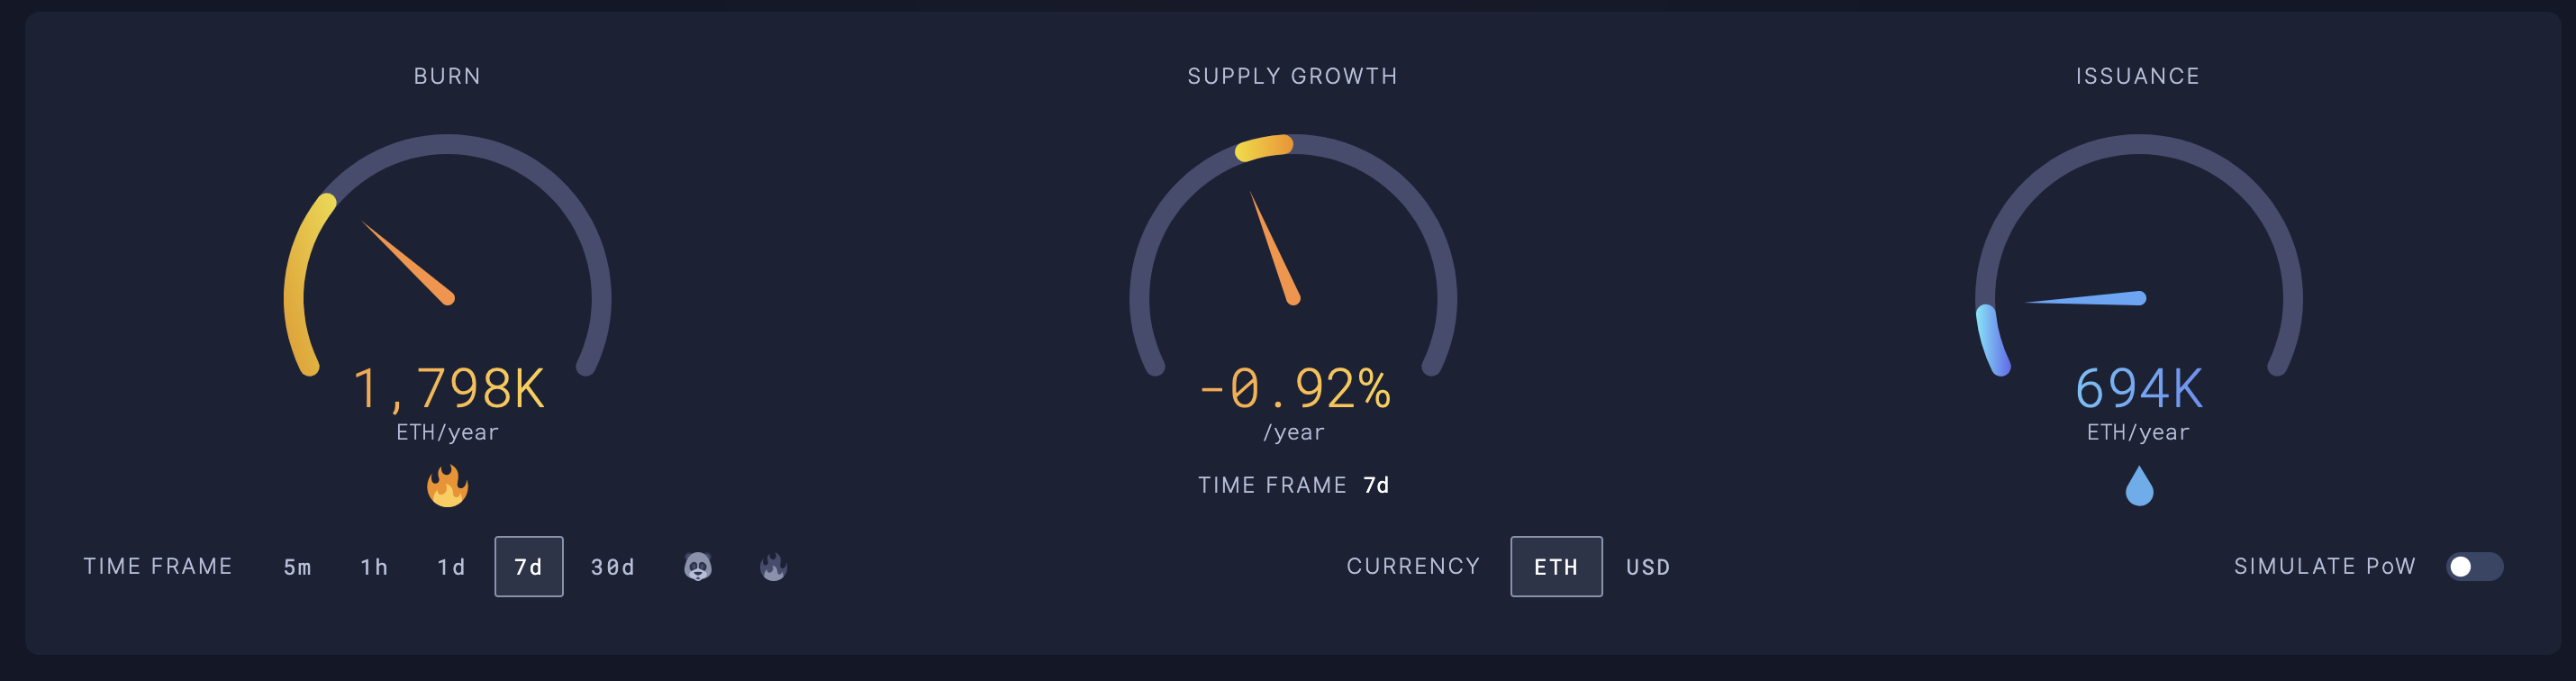 BURN
SUPPLY GROWTH
ISSUANCE
1,798K
ETH/year
-0.92%
/year
694K
ETH/year
TIME FRAME 7d
TIME FRAME 5m 1h 1d 7d 30d
CURRENCY ETH USD
SIMULATE PoW